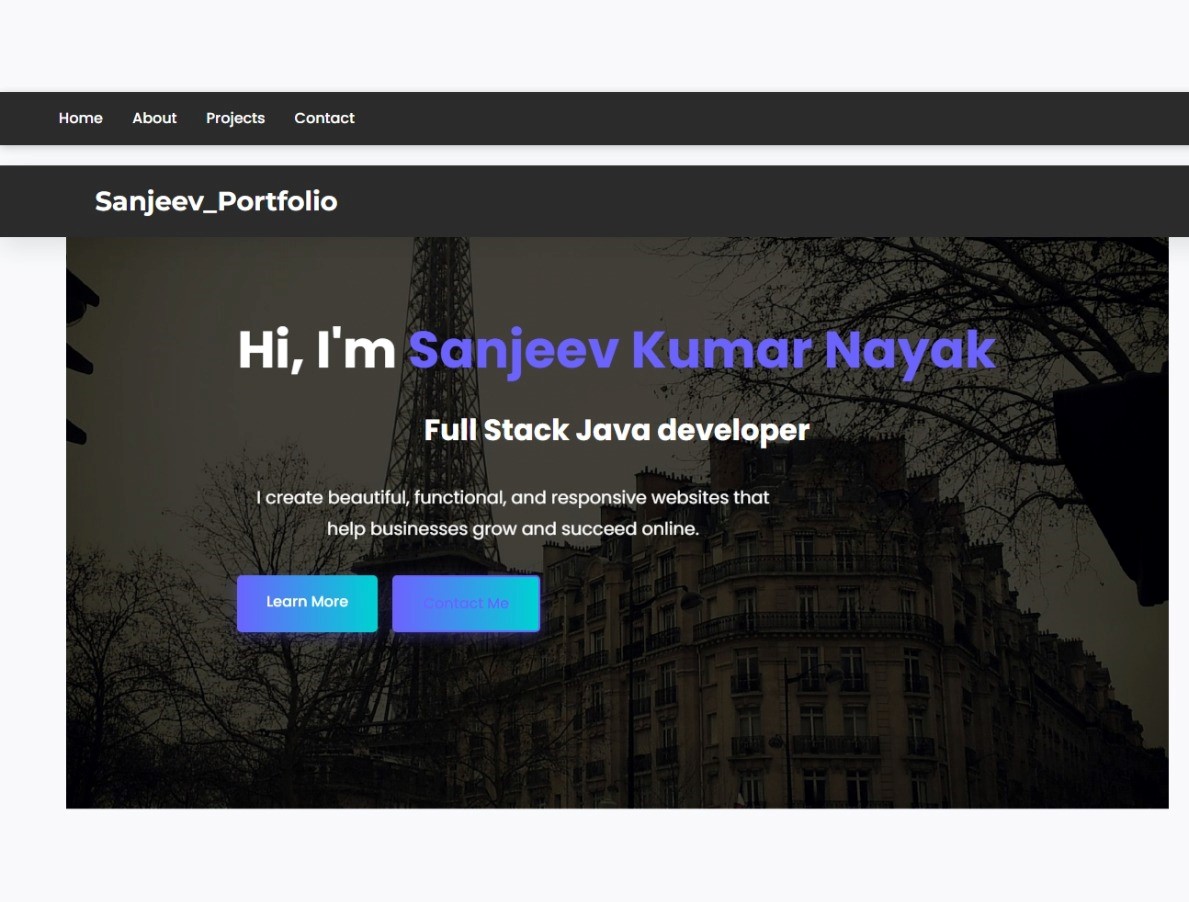 Home About Projects Contact
Sanjeev_Portfolio
Hi, I'm Sanjeev Kumar Nayak
Full Stack Java developer
I create beautiful, functional, and responsive websites that
help businesses grow and succeed online.
Learn More Contact Me